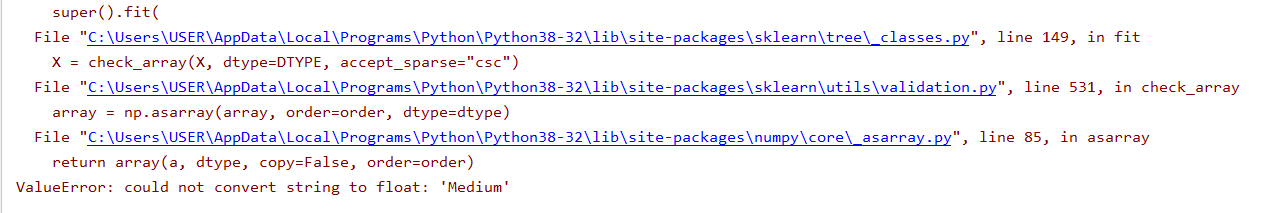 super().fit(
File "C:\Users\USER\AppData\Local\Programs\Python\Python38-32\lib\site-packages\sklearn\tree\_classes.py", line 149, in fit
X = check_array(X, dtype=DTYPE, accept_sparse="csc")
File "C:\Users\USER\AppData\Local\Programs\Python\Python38-32\lib\site-packages\sklearn\utils\validation.py", line 531, in check_array
array = np.asarray(array, order=order, dtype=dtype)
File "C:\Users\USER\AppData\Local\Programs\Python\Python38-32\lib\site-packages\numpy\core\_asarray.py", line 85, in asarray
return array(a, dtype, copy=False, order=order)
ValueError: could not convert string to float: 'Medium'